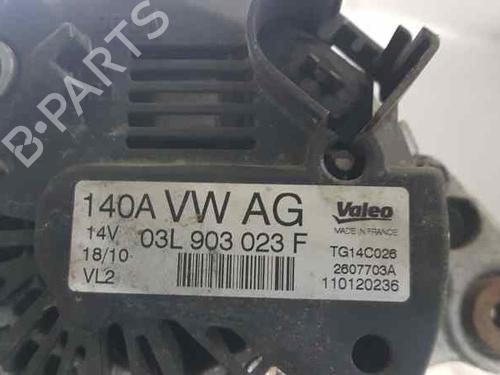 B-PARTS
140A VW AG
Valeo
14V 03L 903 023 F
MADE IN FRANCE
18/10
TG14C026
VL2
2607703A
110120236